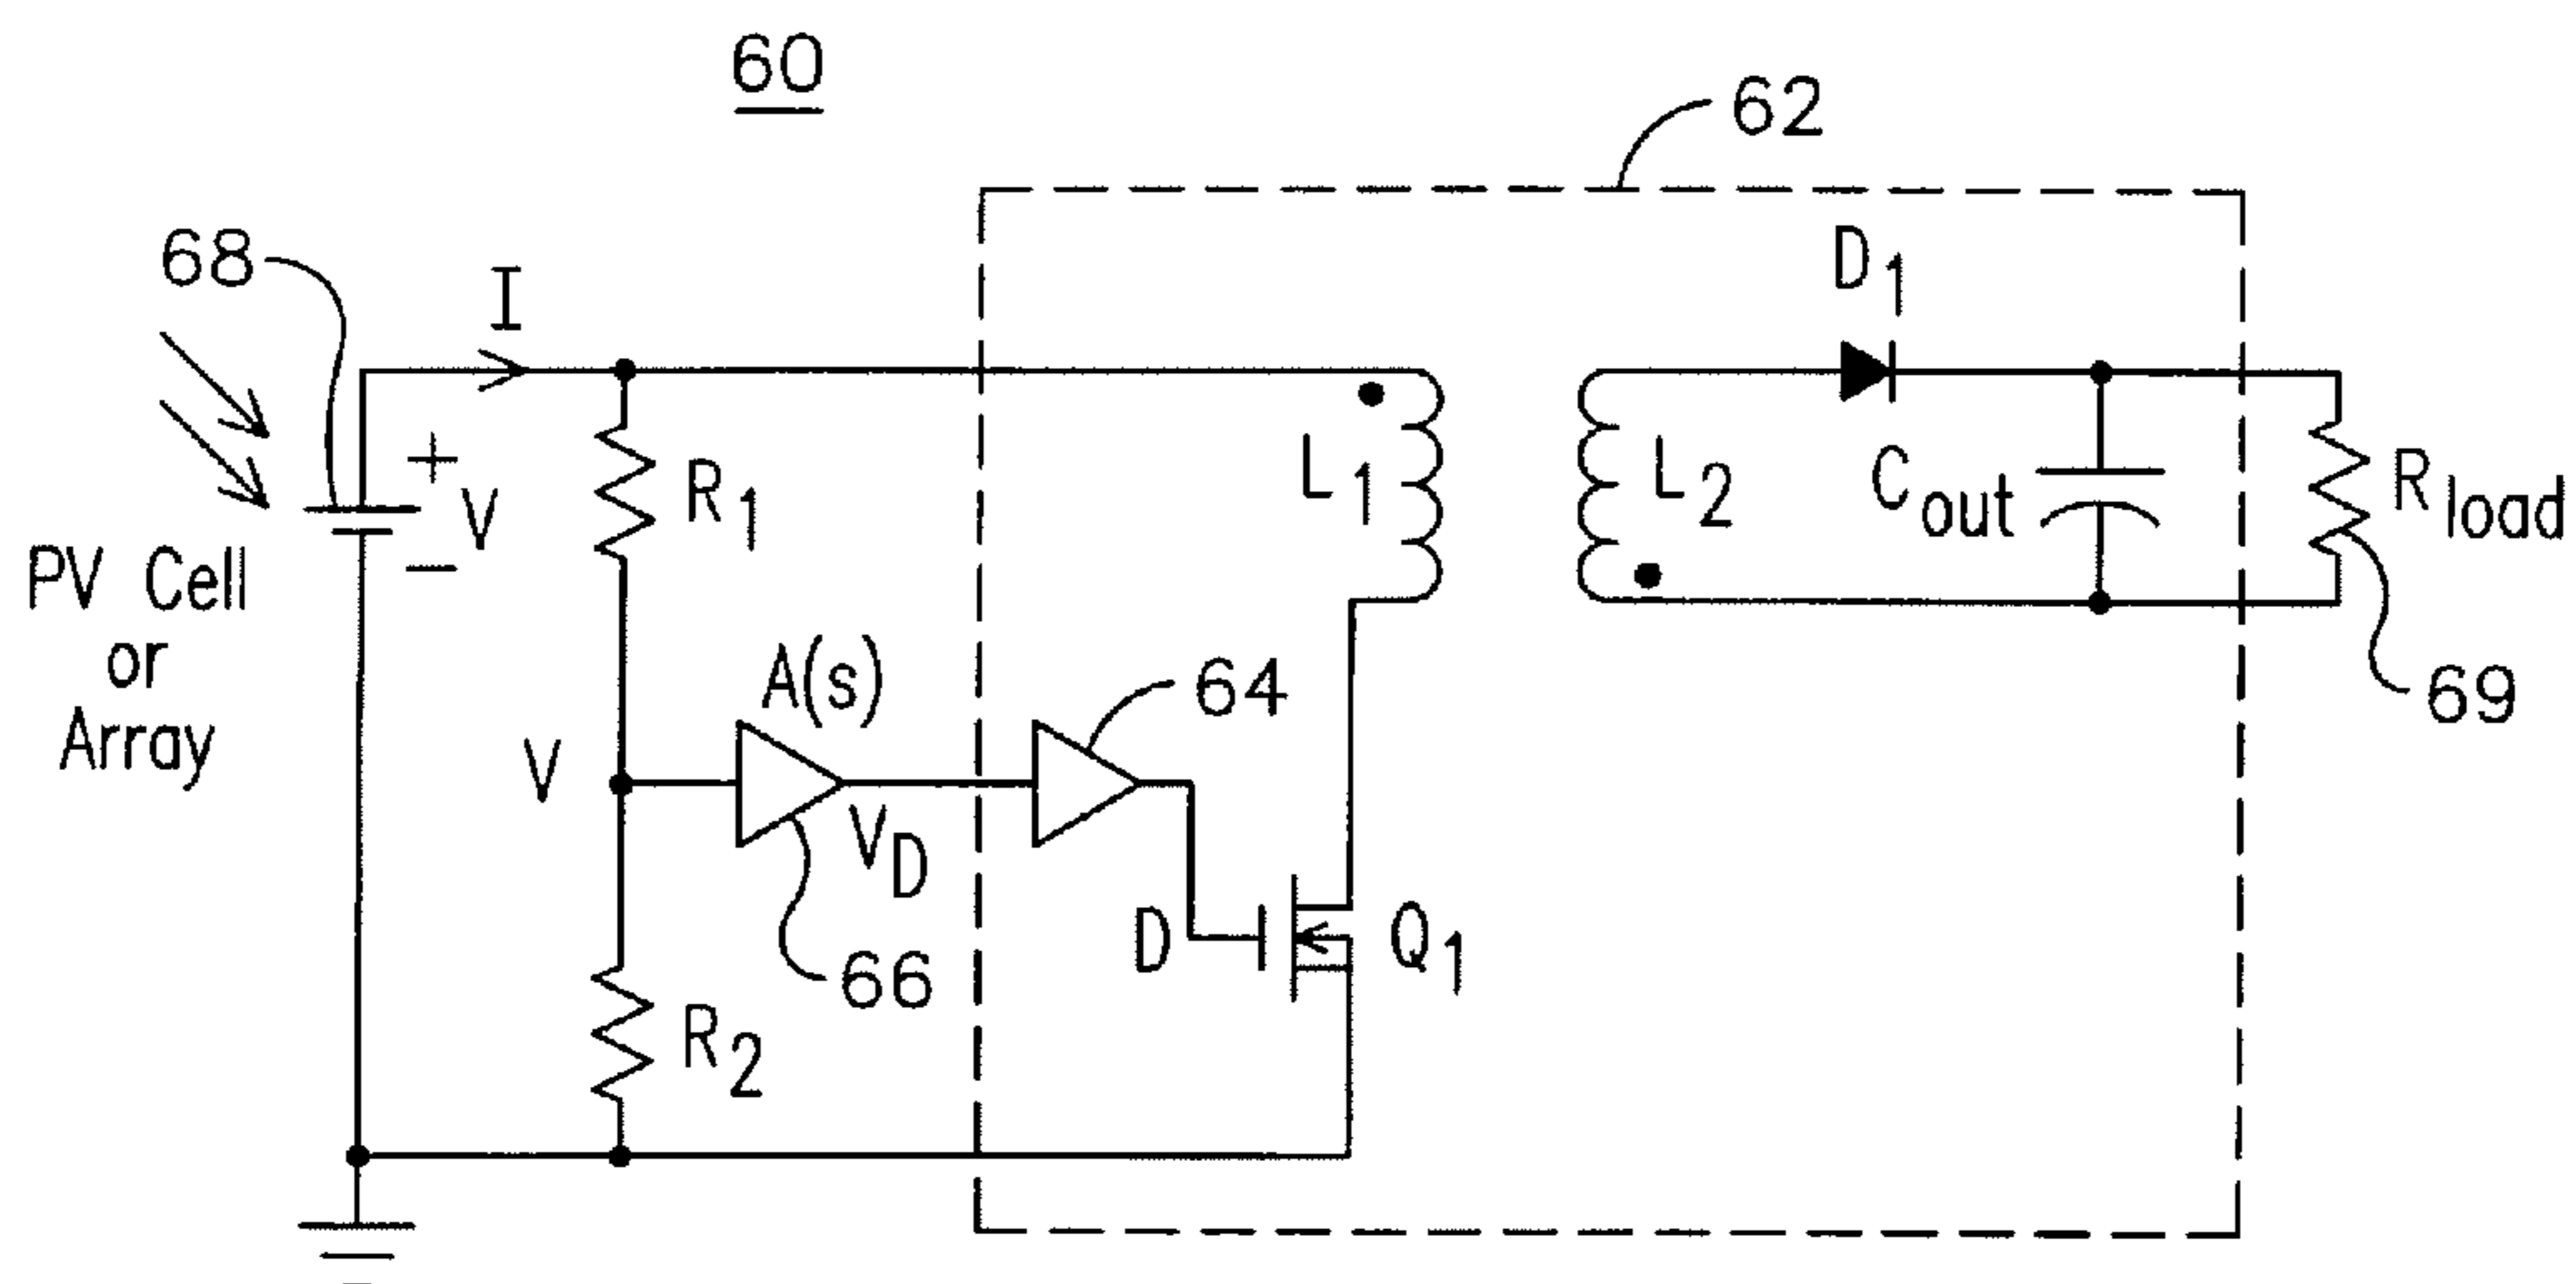 60
62
68
I
D1
+
V
−
R1
L1
L2
Cout
Rload
PV Cell
or
Array
A(s)
64
69
V
VD
D
Q1
66
R2